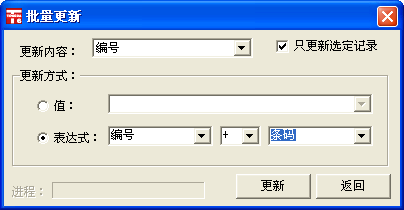 批量更新
更新内容： 编号 只更新选定记录
更新方式：
值：
表达式： 编号 + 条码
进程： 更新 返回